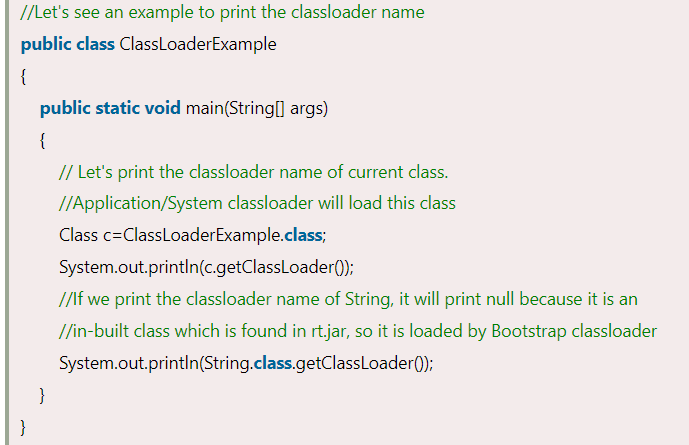 //Let's see an example to print the classloader name
public class ClassLoaderExample
{
public static void main(String[] args)
{
// Let's print the classloader name of current class.
//Application/System classloader will load this class
Class c=ClassLoaderExample.class;
System.out.println(c.getClassLoader());
//If we print the classloader name of String, it will print null because it is an
//in-built class which is found in rt.jar, so it is loaded by Bootstrap classloader
System.out.println(String.class.getClassLoader());
}
}